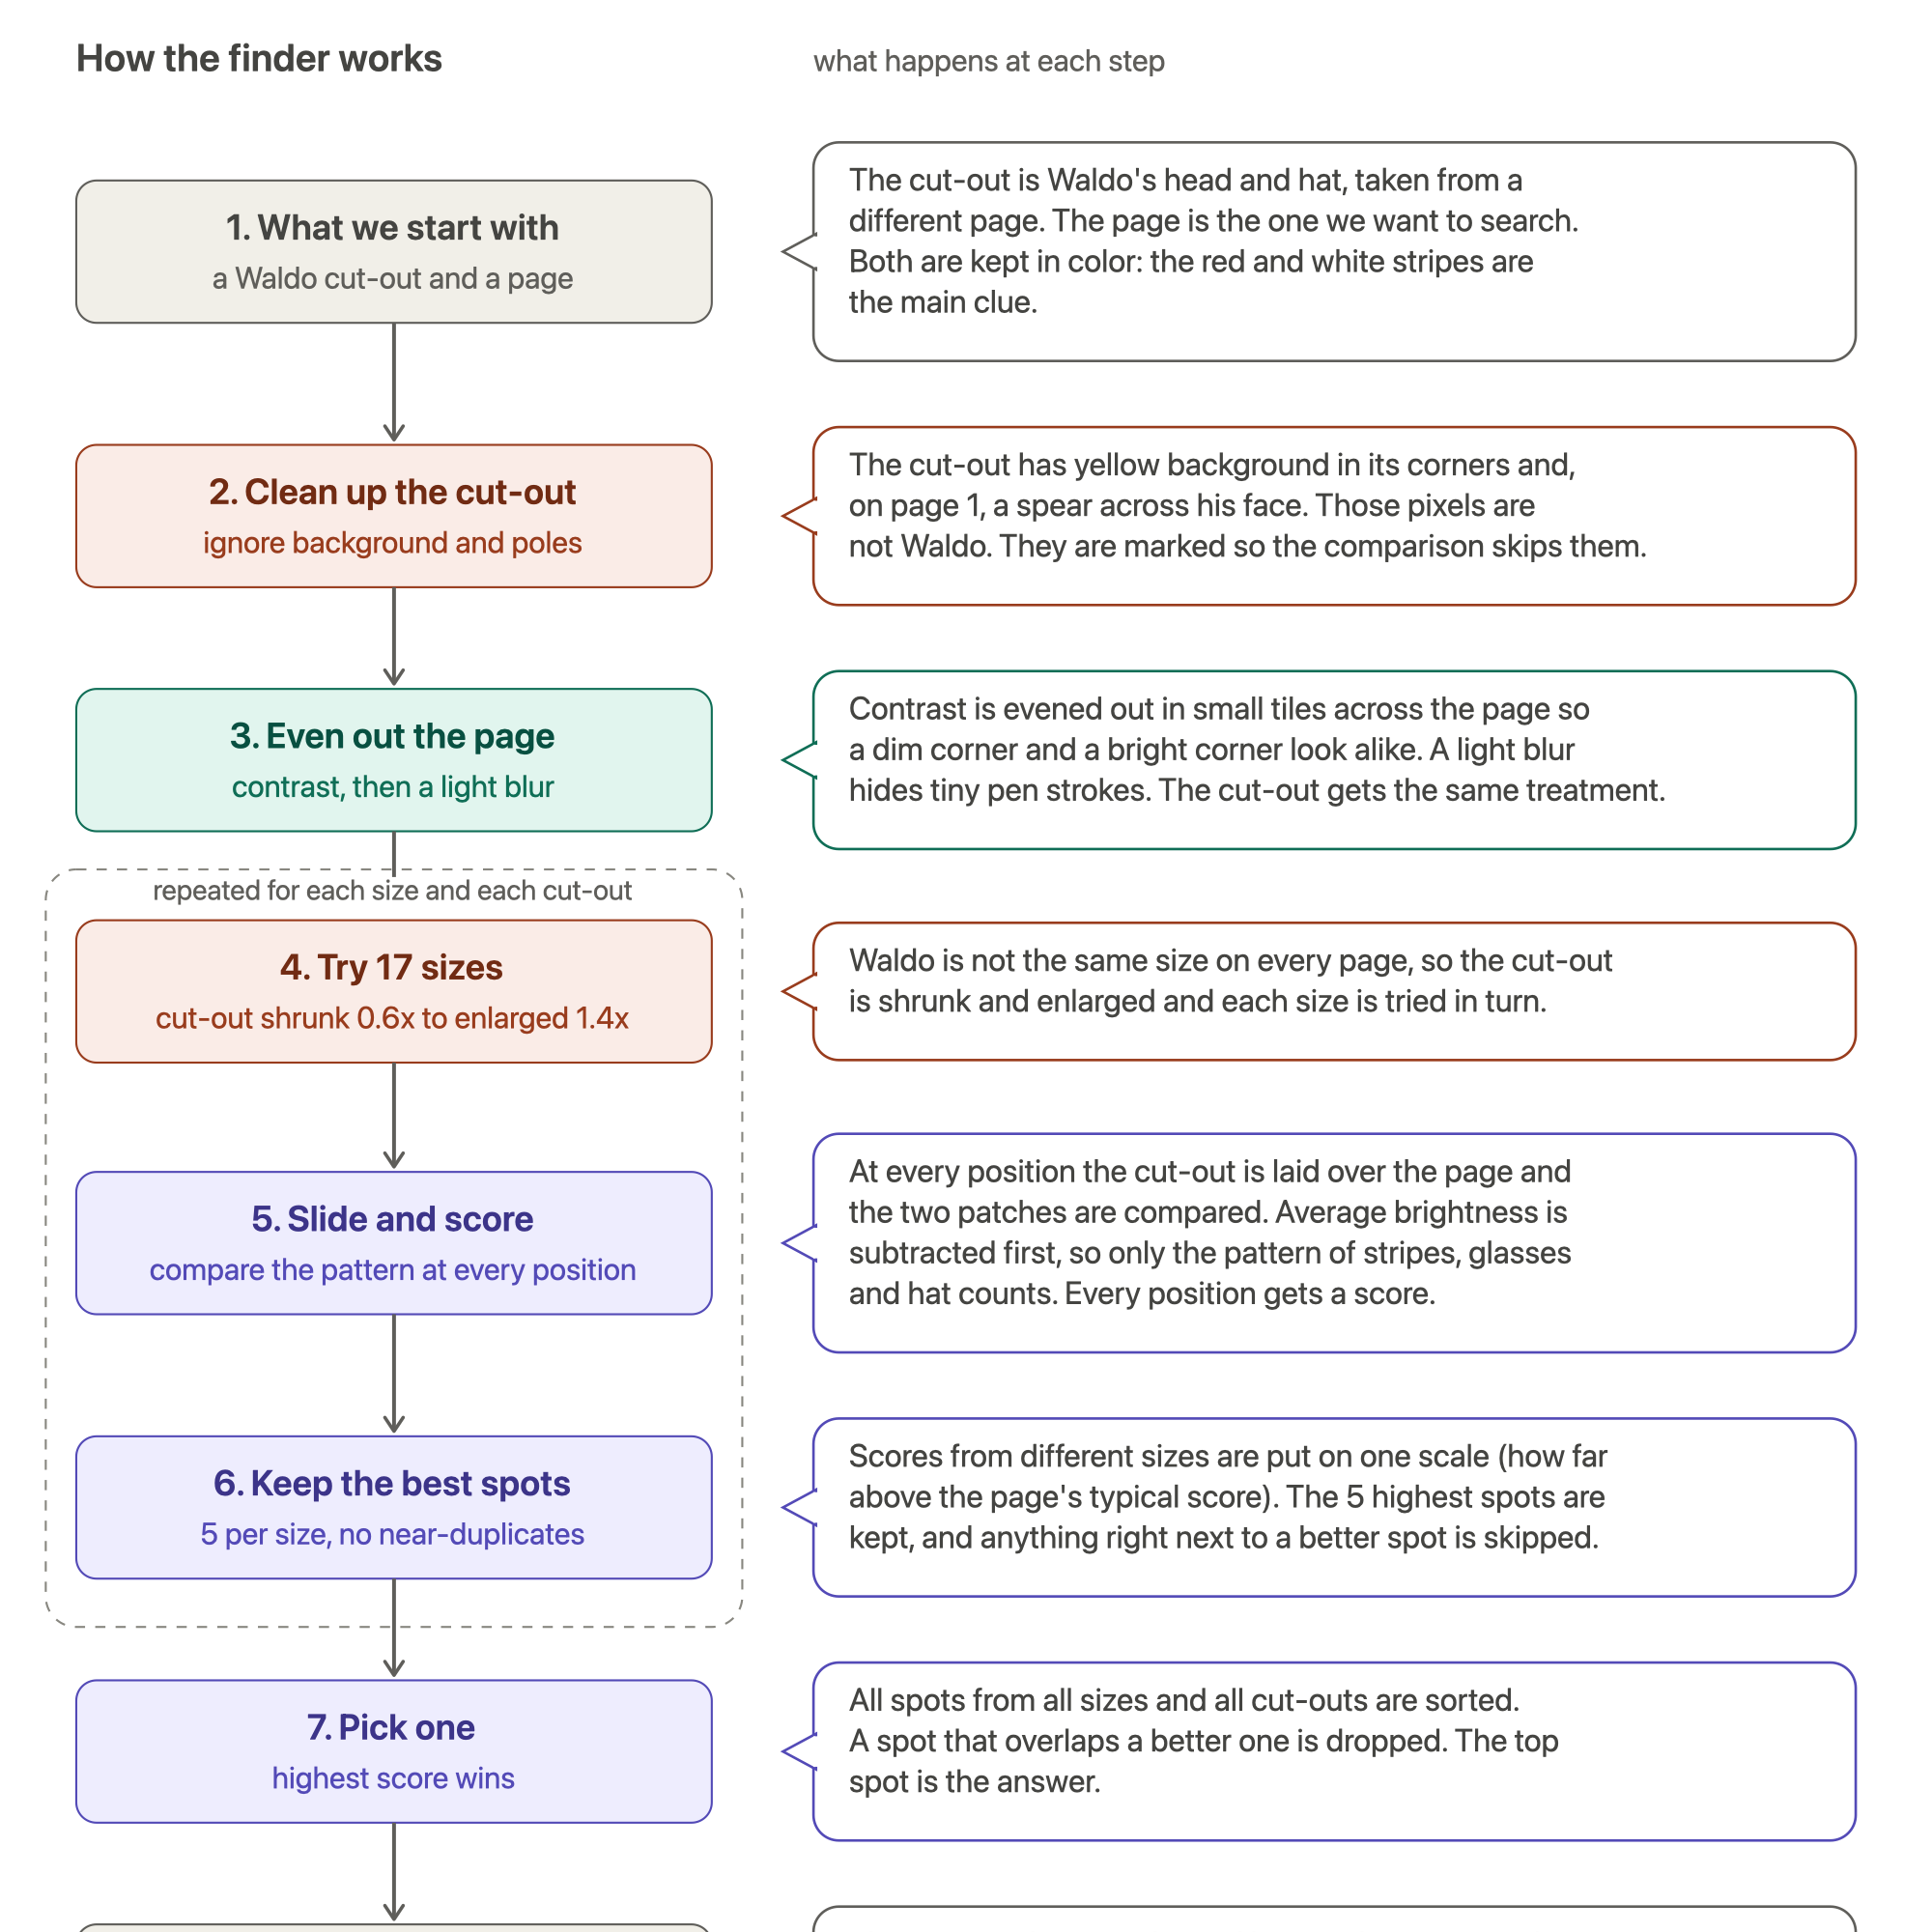 How the finder works
what happens at each step
1. What we start with
a Waldo cut-out and a page
The cut-out is Waldo's head and hat, taken from a
different page. The page is the one we want to search.
Both are kept in color: the red and white stripes are
the main clue.
2. Clean up the cut-out
ignore background and poles
The cut-out has yellow background in its corners and,
on page 1, a spear across his face. Those pixels are
not Waldo. They are marked so the comparison skips them.
3. Even out the page
contrast, then a light blur
Contrast is evened out in small tiles across the page so
a dim corner and a bright corner look alike. A light blur
hides tiny pen strokes. The cut-out gets the same treatment.
repeated for each size and each cut-out
4. Try 17 sizes
cut-out shrunk 0.6x to enlarged 1.4x
Waldo is not the same size on every page, so the cut-out
is shrunk and enlarged and each size is tried in turn.
5. Slide and score
compare the pattern at every position
At every position the cut-out is laid over the page and
the two patches are compared. Average brightness is
subtracted first, so only the pattern of stripes, glasses
and hat counts. Every position gets a score.
6. Keep the best spots
5 per size, no near-duplicates
Scores from different sizes are put on one scale (how far
above the page's typical score). The 5 highest spots are
kept, and anything right next to a better spot is skipped.
7. Pick one
highest score wins
All spots from all sizes and all cut-outs are sorted.
A spot that overlaps a better one is dropped. The top
spot is the answer.